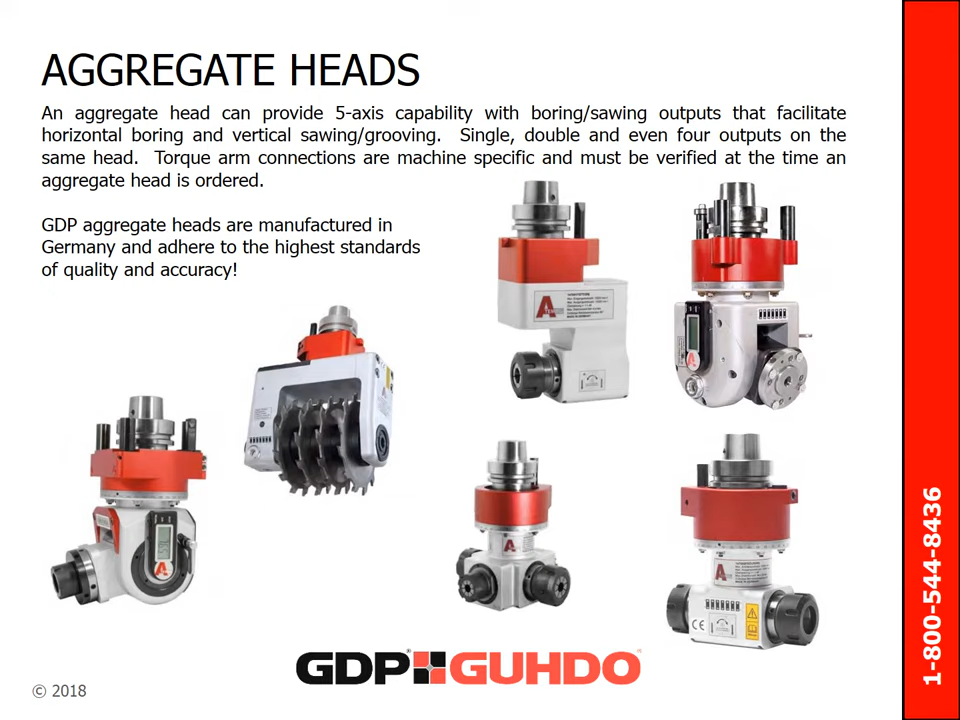 AGGREGATE HEADS
An aggregate head can provide 5-axis capability with boring/sawing outputs that facilitate
horizontal boring and vertical sawing/grooving. Single, double and even four outputs on the
same head. Torque arm connections are machine specific and must be verified at the time an
aggregate head is ordered.
GDP aggregate heads are manufactured in
Germany and adhere to the highest standards
of quality and accuracy!
A
A
A
A
A
CE
GDP GUHDO
© 2018
1-800-544-8436